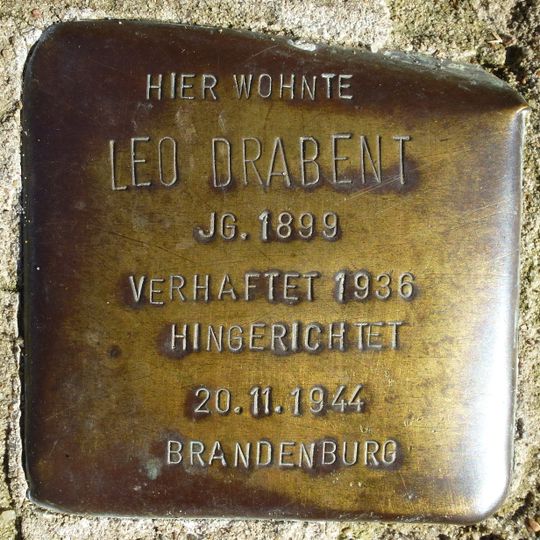 HIER WOHNTE
LEO DRABENT
JG. 1899
VERHAFTET 1936
HINGERICHTET
20.11.1944
BRANDENBURG